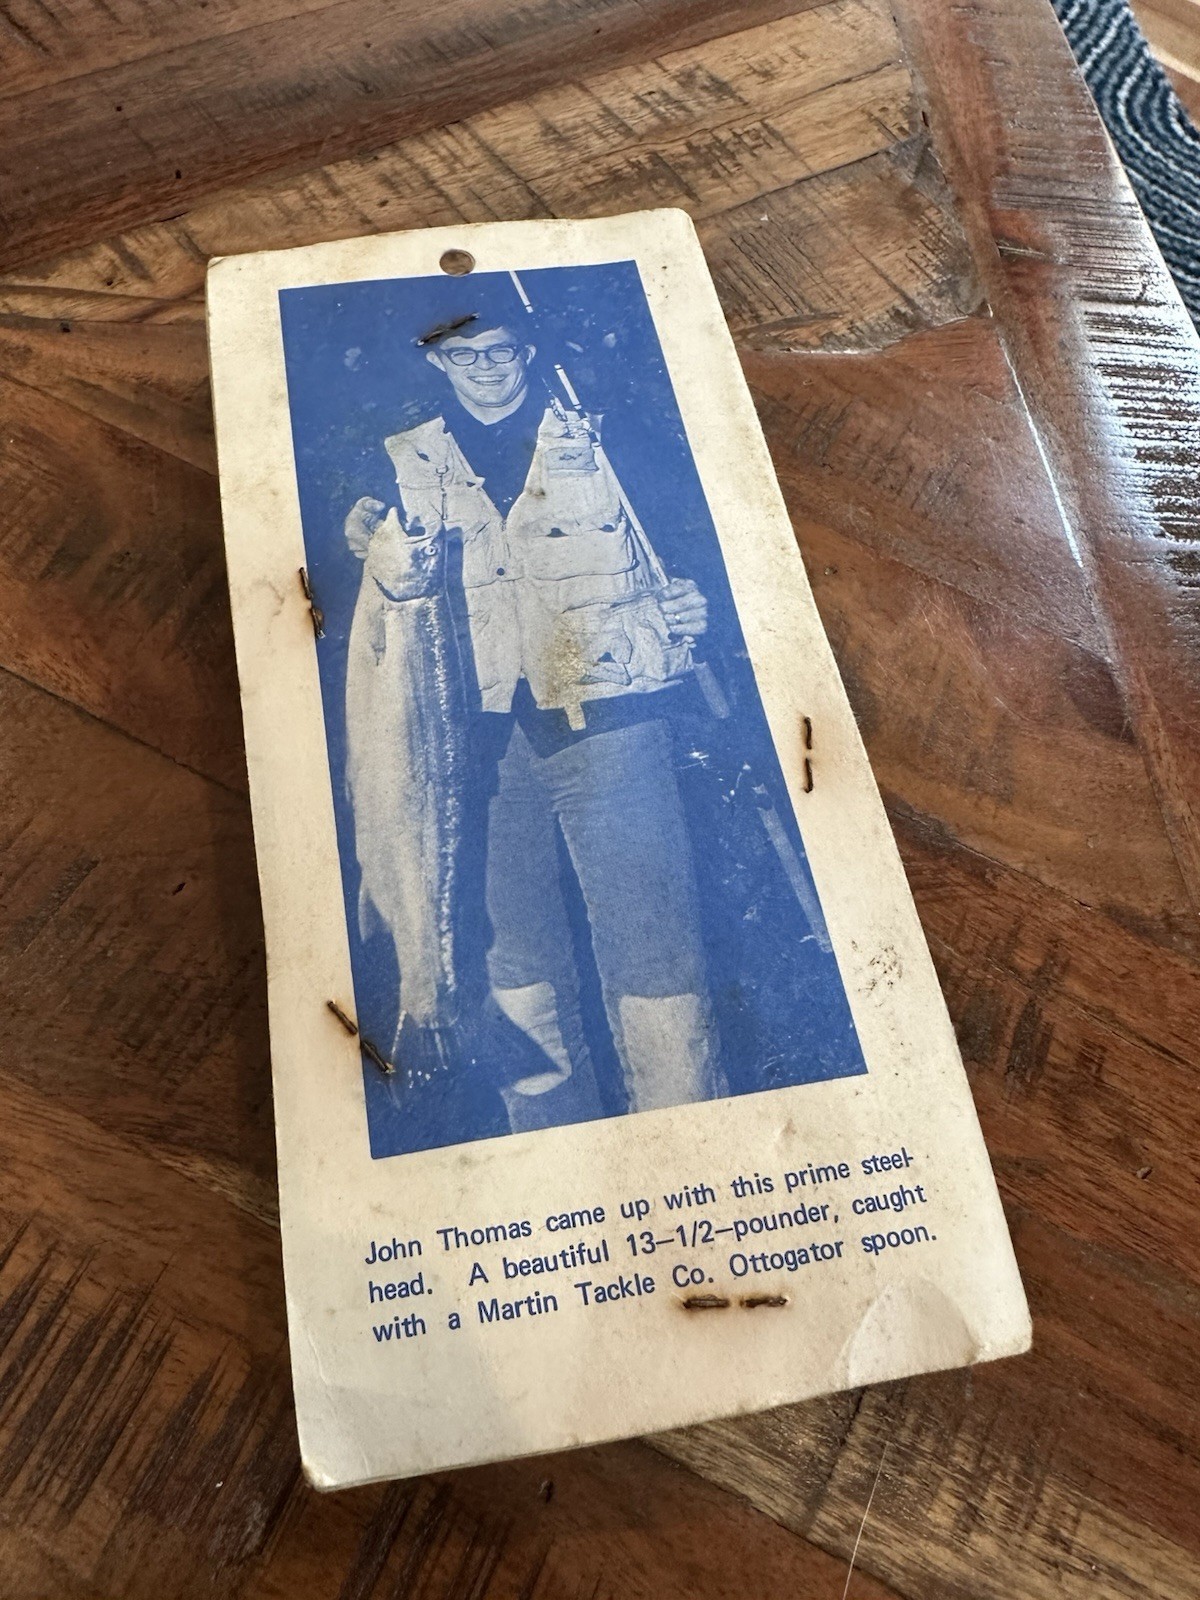 John Thomas came up with this prime steel-
head. A beautiful 13–1/2–pounder, caught
with a Martin Tackle Co. Ottogator spoon.